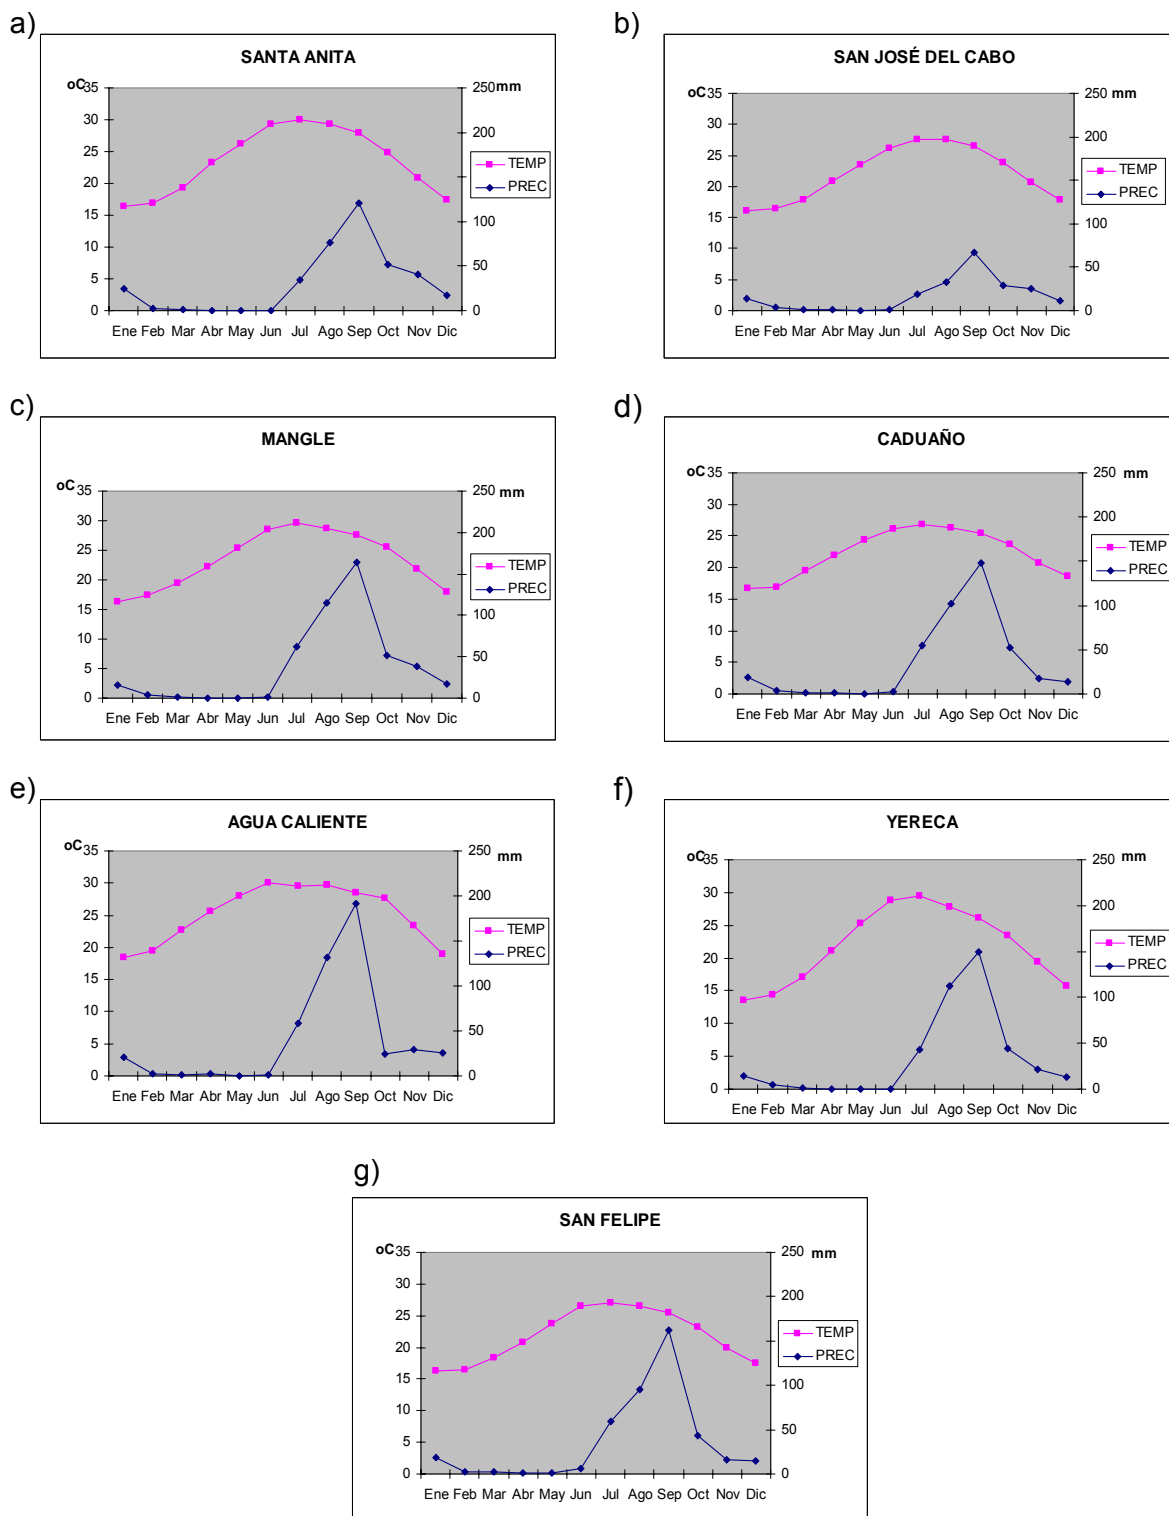 a)
SANTA ANITA
oC
35
30
25
20
15
10
5
0
250
200
150
100
50
0
mm
TEMP
PREC
Ene Feb Mar Abr May Jun Jul Ago Sep Oct Nov Dic
b)
SAN JOSÉ DEL CABO
oC
35
30
25
20
15
10
5
0
250
200
150
100
50
0
mm
TEMP
PREC
Ene Feb Mar Abr May Jun Jul Ago Sep Oct Nov Dic
c)
MANGLE
oC
35
30
25
20
15
10
5
0
250
200
150
100
50
0
mm
TEMP
PREC
Ene Feb Mar Abr May Jun Jul Ago Sep Oct Nov Dic
d)
CADUAÑO
oC
35
30
25
20
15
10
5
0
250
200
150
100
50
0
mm
TEMP
PREC
Ene Feb Mar Abr May Jun Jul Ago Sep Oct Nov Dic
e)
AGUA CALIENTE
oC
35
30
25
20
15
10
5
0
250
200
100
50
0
mm
TEMP
PREC
Ene Feb Mar Abr May Jun Jul Ago Sep Oct Nov Dic
f)
YERECA
oC
35
30
25
20
15
10
5
0
250
200
100
50
0
mm
TEMP
PREC
Ene Feb Mar Abr May Jun Jul Ago Sep Oct Nov Dic
g)
SAN FELIPE
oC
35
30
25
20
15
10
5
0
250
200
100
50
0
mm
TEMP
PREC
Ene Feb Mar Abr May Jun Jul Ago Sep Oct Nov Dic